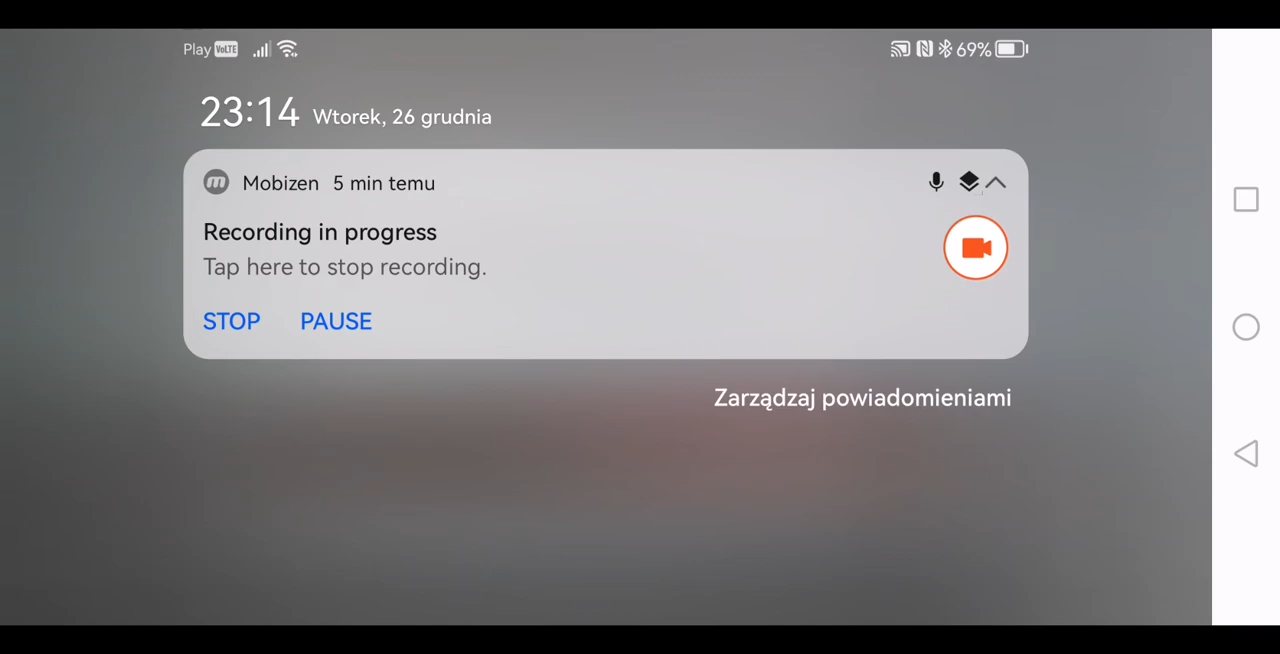 Play VoLTE 69%
23:14 Wtorek, 26 grudnia
m Mobizen 5 min temu
Recording in progress
Tap here to stop recording.
STOP PAUSE
Zarządzaj powiadomieniami